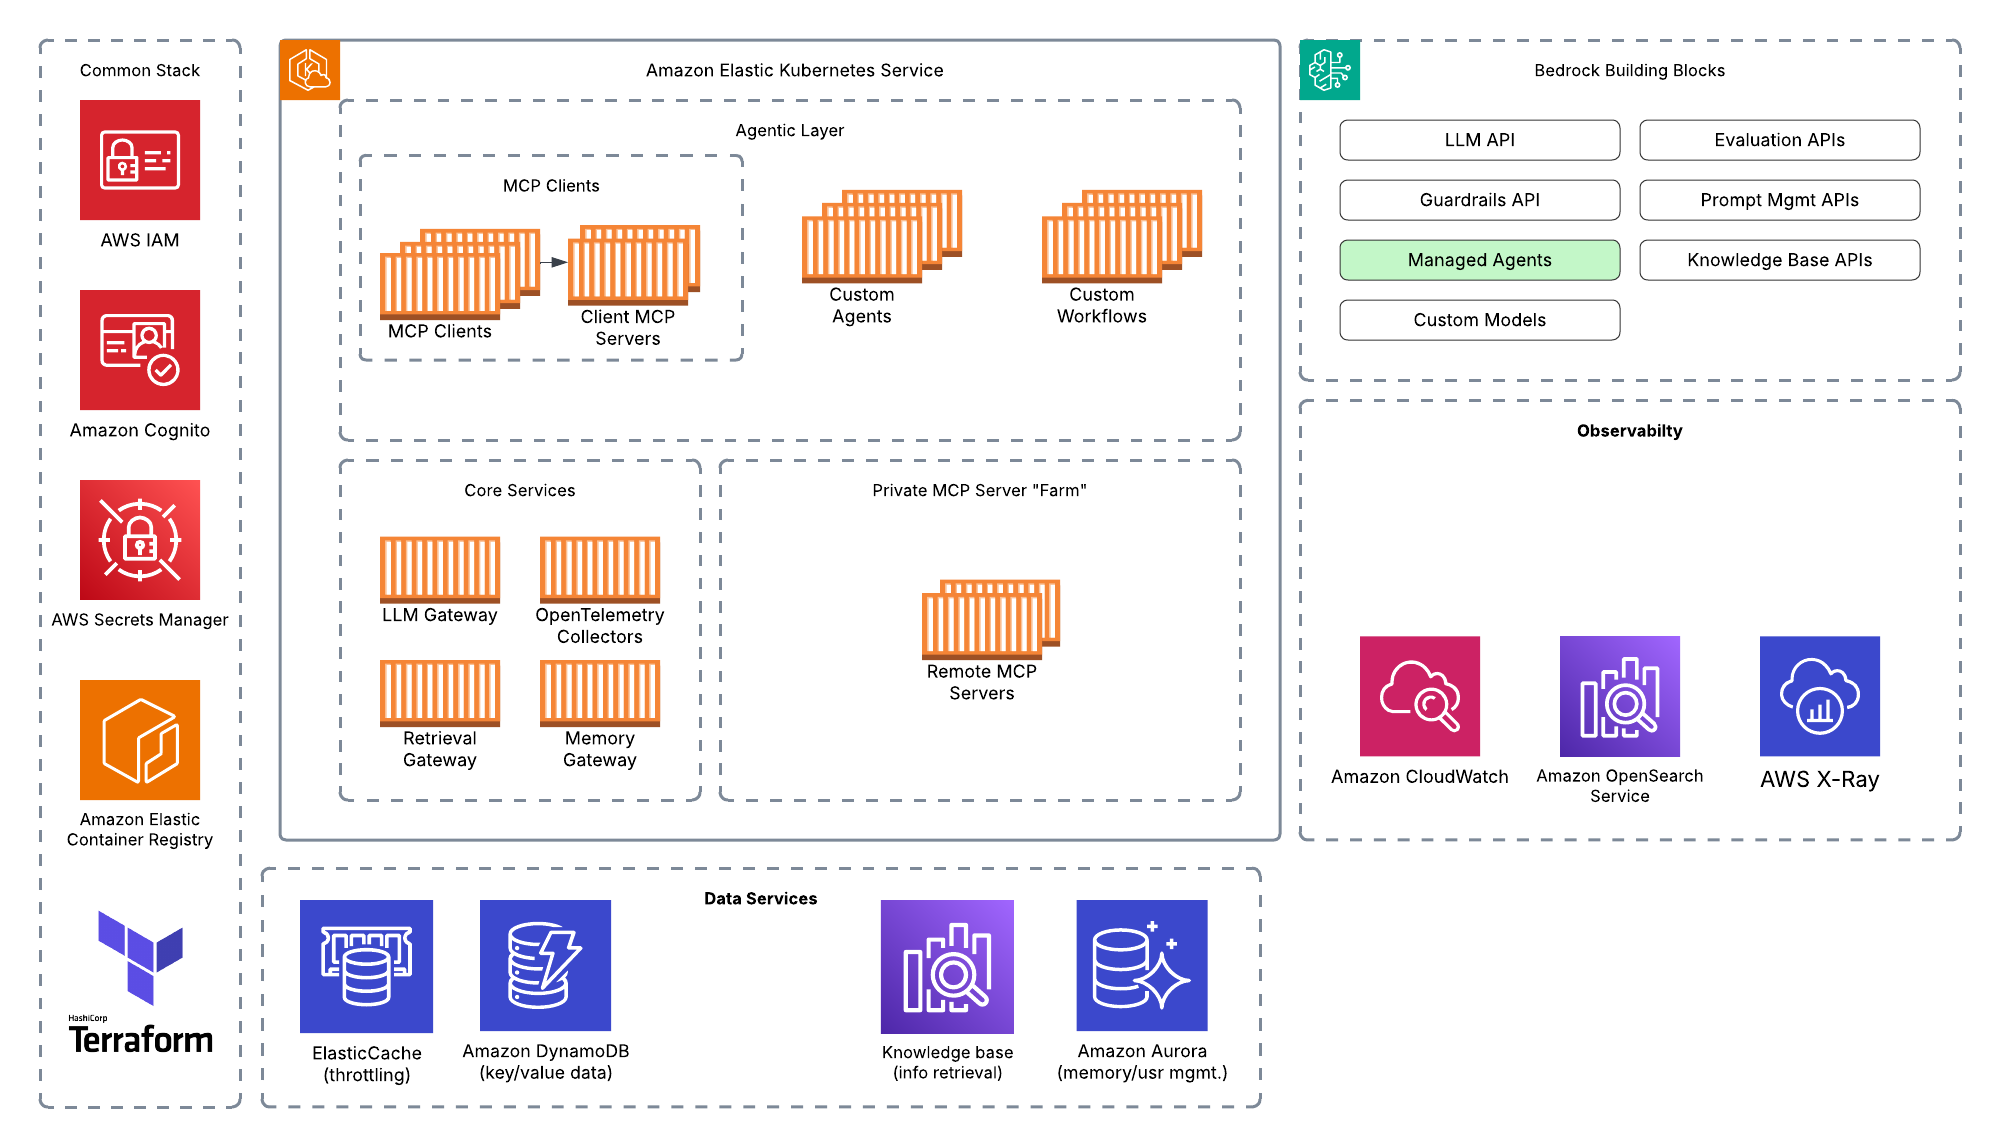 Common Stack
AWS IAM
Amazon Cognito
AWS Secrets Manager
Amazon Elastic
Container Registry
HashiCorp
Terraform
Amazon Elastic Kubernetes Service
Agentic Layer
MCP Clients
MCP Clients
Client MCP
Servers
Custom
Agents
Custom
Workflows
Core Services
LLM Gateway
OpenTelemetry
Collectors
Retrieval
Gateway
Memory
Gateway
Private MCP Server "Farm"
Remote MCP
Servers
Bedrock Building Blocks
LLM API
Evaluation APIs
Guardrails API
Prompt Mgmt APIs
Managed Agents
Knowledge Base APIs
Custom Models
Observabilty
Amazon CloudWatch
Amazon OpenSearch
Service
AWS X-Ray
Data Services
ElasticCache
(throttling)
Amazon DynamoDB
(key/value data)
Knowledge base
(info retrieval)
Amazon Aurora
(memory/usr mgmt.)